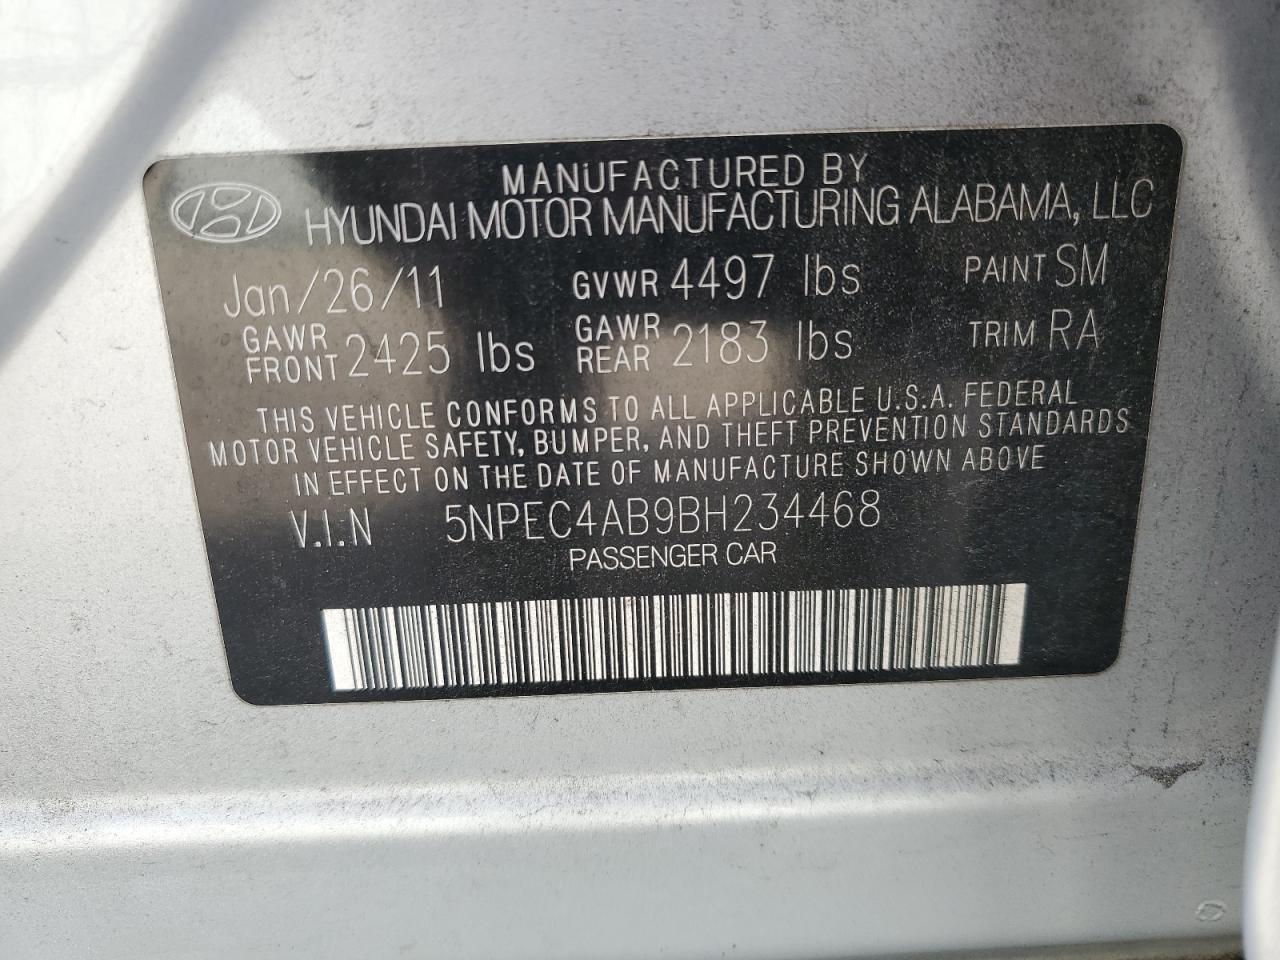 MANUFACTURED BY
HYUNDAI MOTOR MANUFACTURING ALABAMA, LLC
Jan/26/11 GVWR 4497 lbs PAINT SM
GAWR FRONT 2425 lbs GAWR REAR 2183 lbs TRIM RA
THIS VEHICLE CONFORMS TO ALL APPLICABLE U.S.A. FEDERAL
MOTOR VEHICLE SAFETY, BUMPER, AND THEFT PREVENTION STANDARDS
IN EFFECT ON THE DATE OF MANUFACTURE SHOWN ABOVE
V.I.N 5NPEC4AB9BH234468
PASSENGER CAR